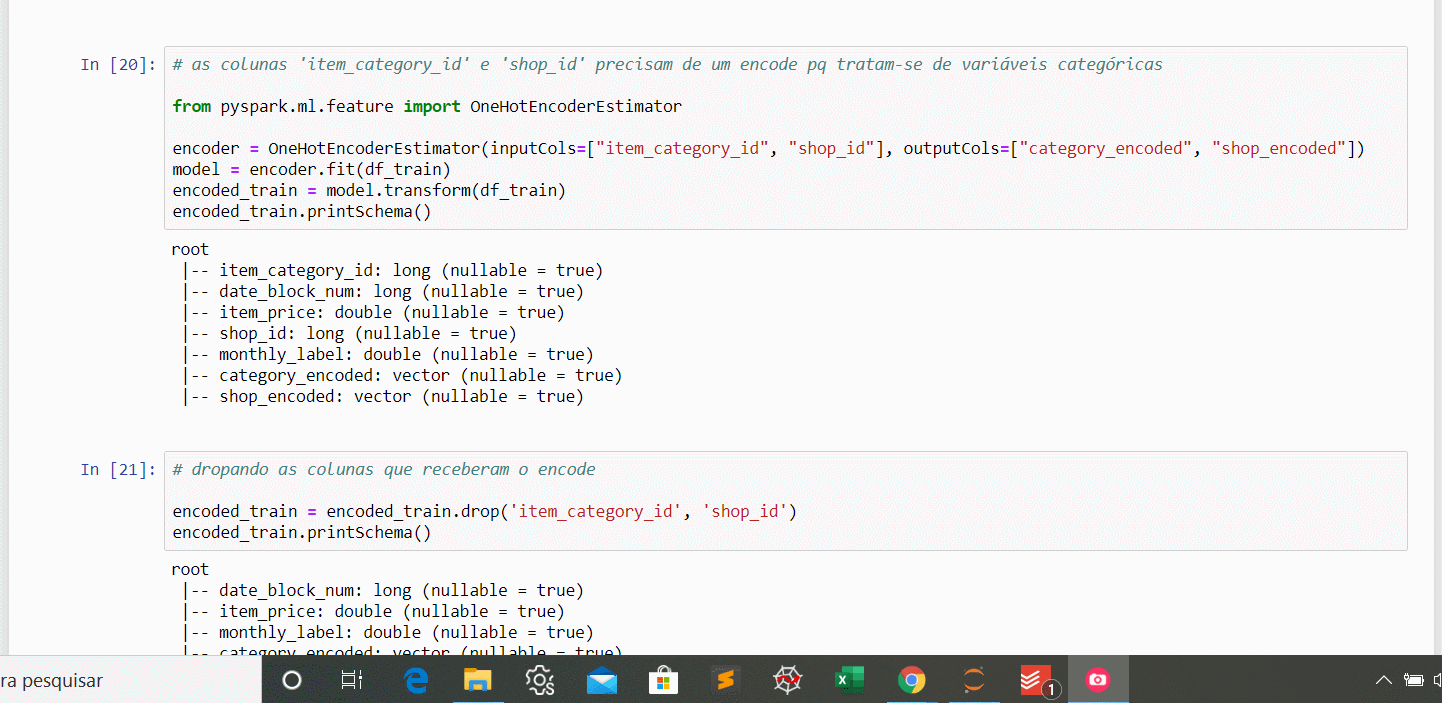 In [20]: # as colunas 'item_category_id' e 'shop_id' precisam de um encode pq tratam-se de variáveis categóricas
from pyspark.ml.feature import OneHotEncoderEstimator
encoder = OneHotEncoderEstimator(inputCols=["item_category_id", "shop_id"], outputCols=["category_encoded", "shop_encoded"])
model = encoder.fit(df_train)
encoded_train = model.transform(df_train)
encoded_train.printSchema()
root
|-- item_category_id: long (nullable = true)
|-- date_block_num: long (nullable = true)
|-- item_price: double (nullable = true)
|-- shop_id: long (nullable = true)
|-- monthly_label: double (nullable = true)
|-- category_encoded: vector (nullable = true)
|-- shop_encoded: vector (nullable = true)
In [21]: # dropando as colunas que receberam o encode
encoded_train = encoded_train.drop('item_category_id', 'shop_id')
encoded_train.printSchema()
root
|-- date_block_num: long (nullable = true)
|-- item_price: double (nullable = true)
|-- monthly_label: double (nullable = true)
|-- category_encoded: vector (nullable = true)
ra pesquisar
1